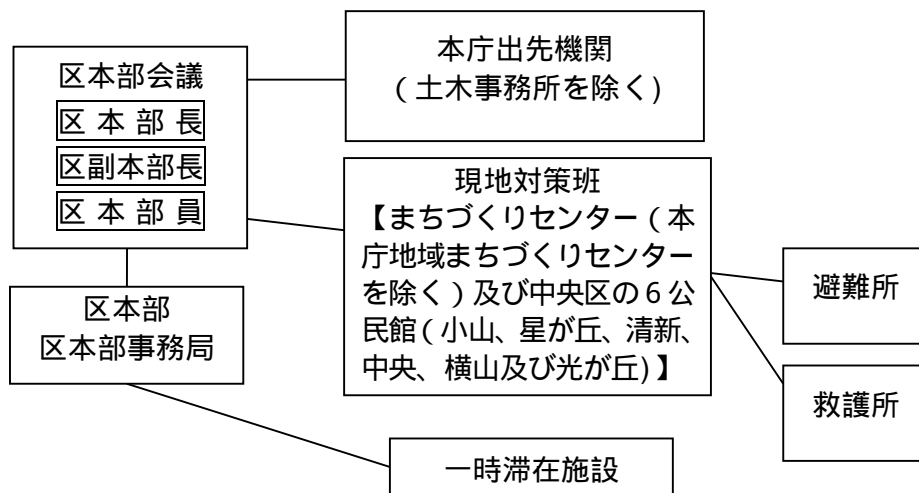 区本部会議
区 本 部 長
区副本部長
区 本 部 員
区本部
区本部事務局
本庁出先機関
(土木事務所を除く)
現地対策班
【まちづくりセンター(本
庁地域まちづくりセンター
を除く)及び中央区の6公
民館(小山、星が丘、清新、
中央、横山及び光が丘)】
避難所
救護所
一時滞在施設